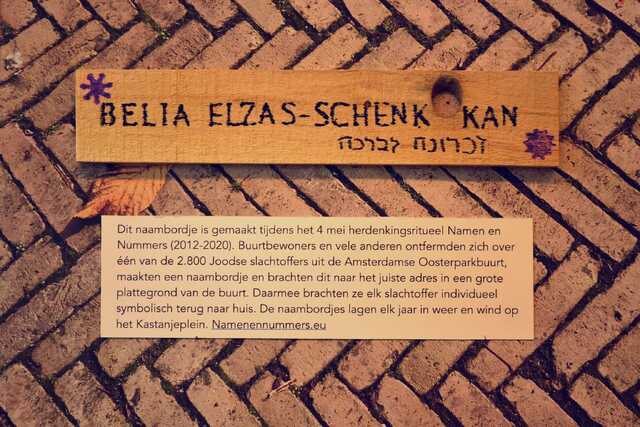 BELIA ELZAS-SCHENKKAN
זכרונה לברכה
Dit naambordje is gemaakt tijdens het 4 mei herdenkingsritueel Namen en
Nummers (2012-2020). Buurtbewoners en vele anderen ontfermden zich over
één van de 2.800 Joodse slachtoffers uit de Amsterdamse Oosterparkbuurt,
maakten een naambordje en brachten dit naar het juiste adres in een grote
plattegrond van de buurt. Daarmee brachten ze elk slachtoffer individueel
symbolisch terug naar huis. De naambordjes lagen elk jaar in weer en wind op
het Kastanjeplein. Namenennummers.eu